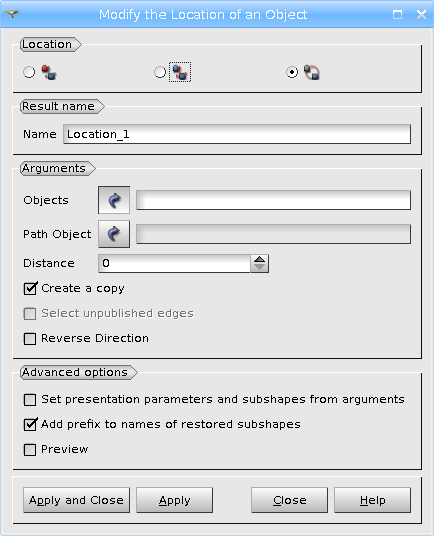 Modify the Location of an Object
Location
Result name
Name Location_1
Arguments
Objects
Path Object
Distance 0
Create a copy
Select unpublished edges
Reverse Direction
Advanced options
Set presentation parameters and subshapes from arguments
Add prefix to names of restored subshapes
Preview
Apply and Close Apply Close Help